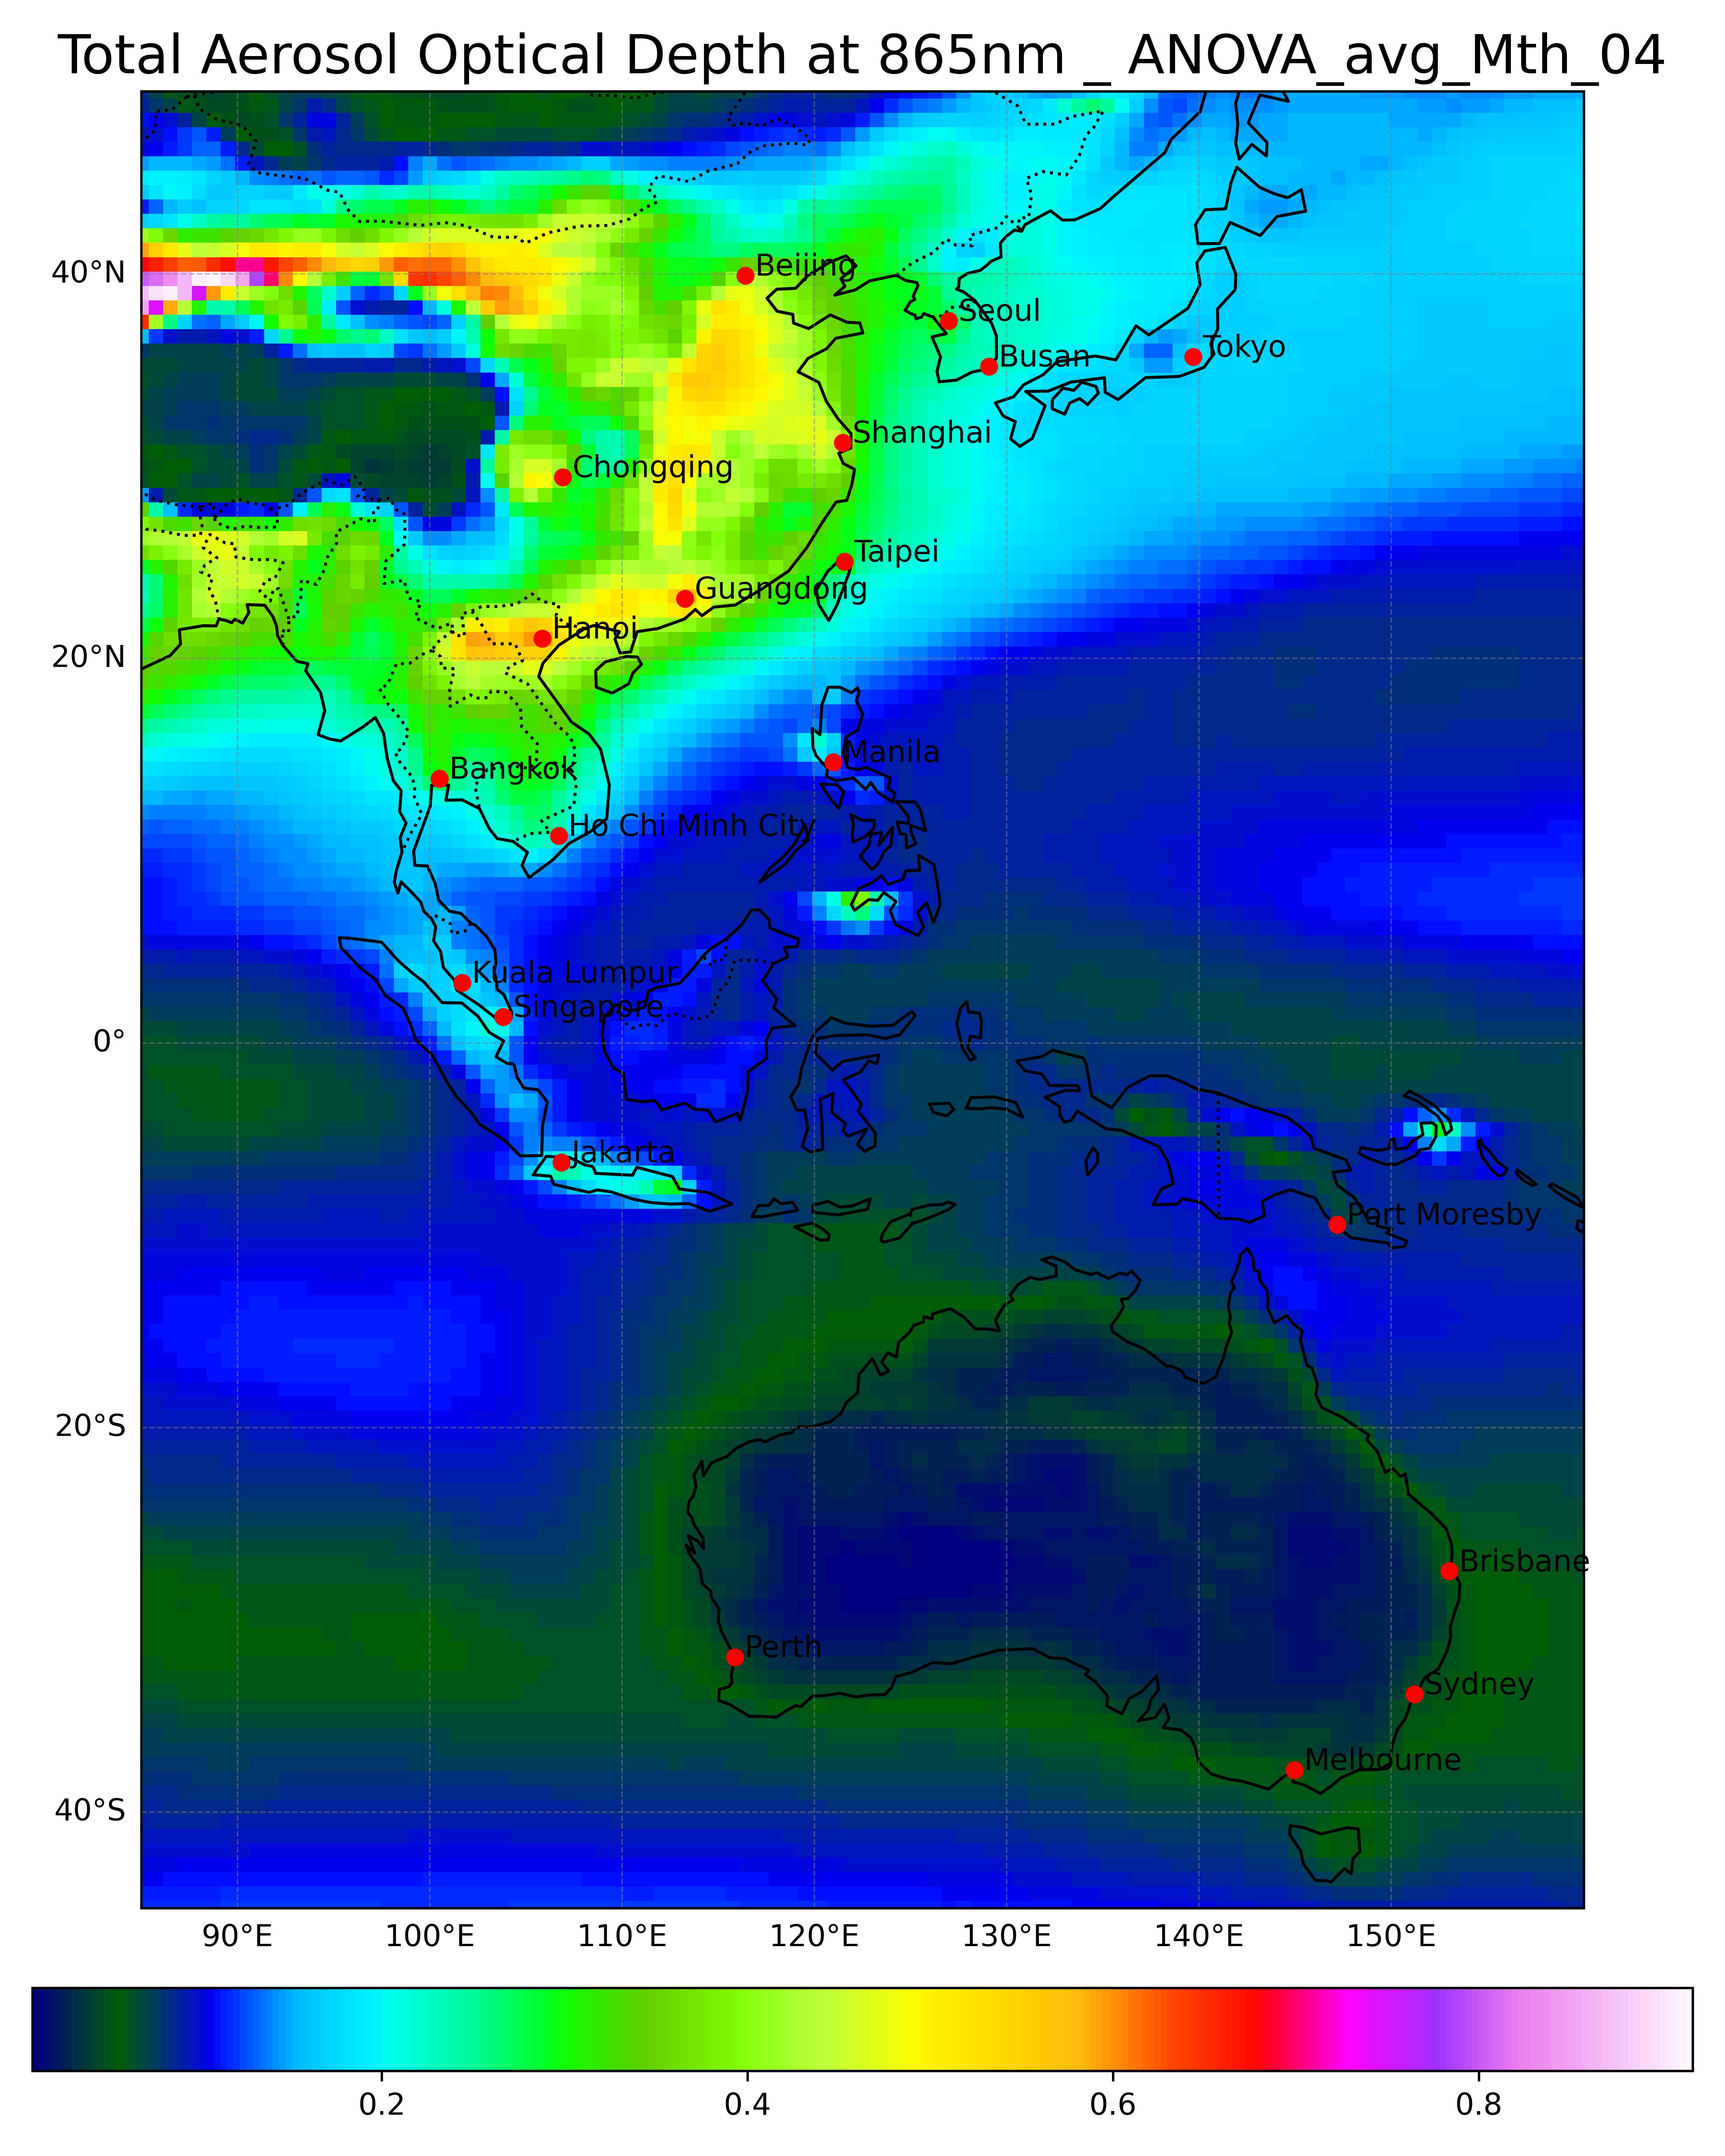 Total Aerosol Optical Depth at 865nm _ ANOVA_avg_Mth_04
40°N
20°N
0°
20°S
40°S
Beijing
Seoul
Busan
Tokyo
Shanghai
Chongqing
Taipei
Guangdong
Hanoi
Manila
Bangkok
Ho Chi Minh City
Kuala Lumpur
Singapore
Jakarta
Port Moresby
Brisbane
Perth
Sydney
Melbourne
90°E 100°E 110°E 120°E 130°E 140°E 150°E
0.2 0.4 0.6 0.8